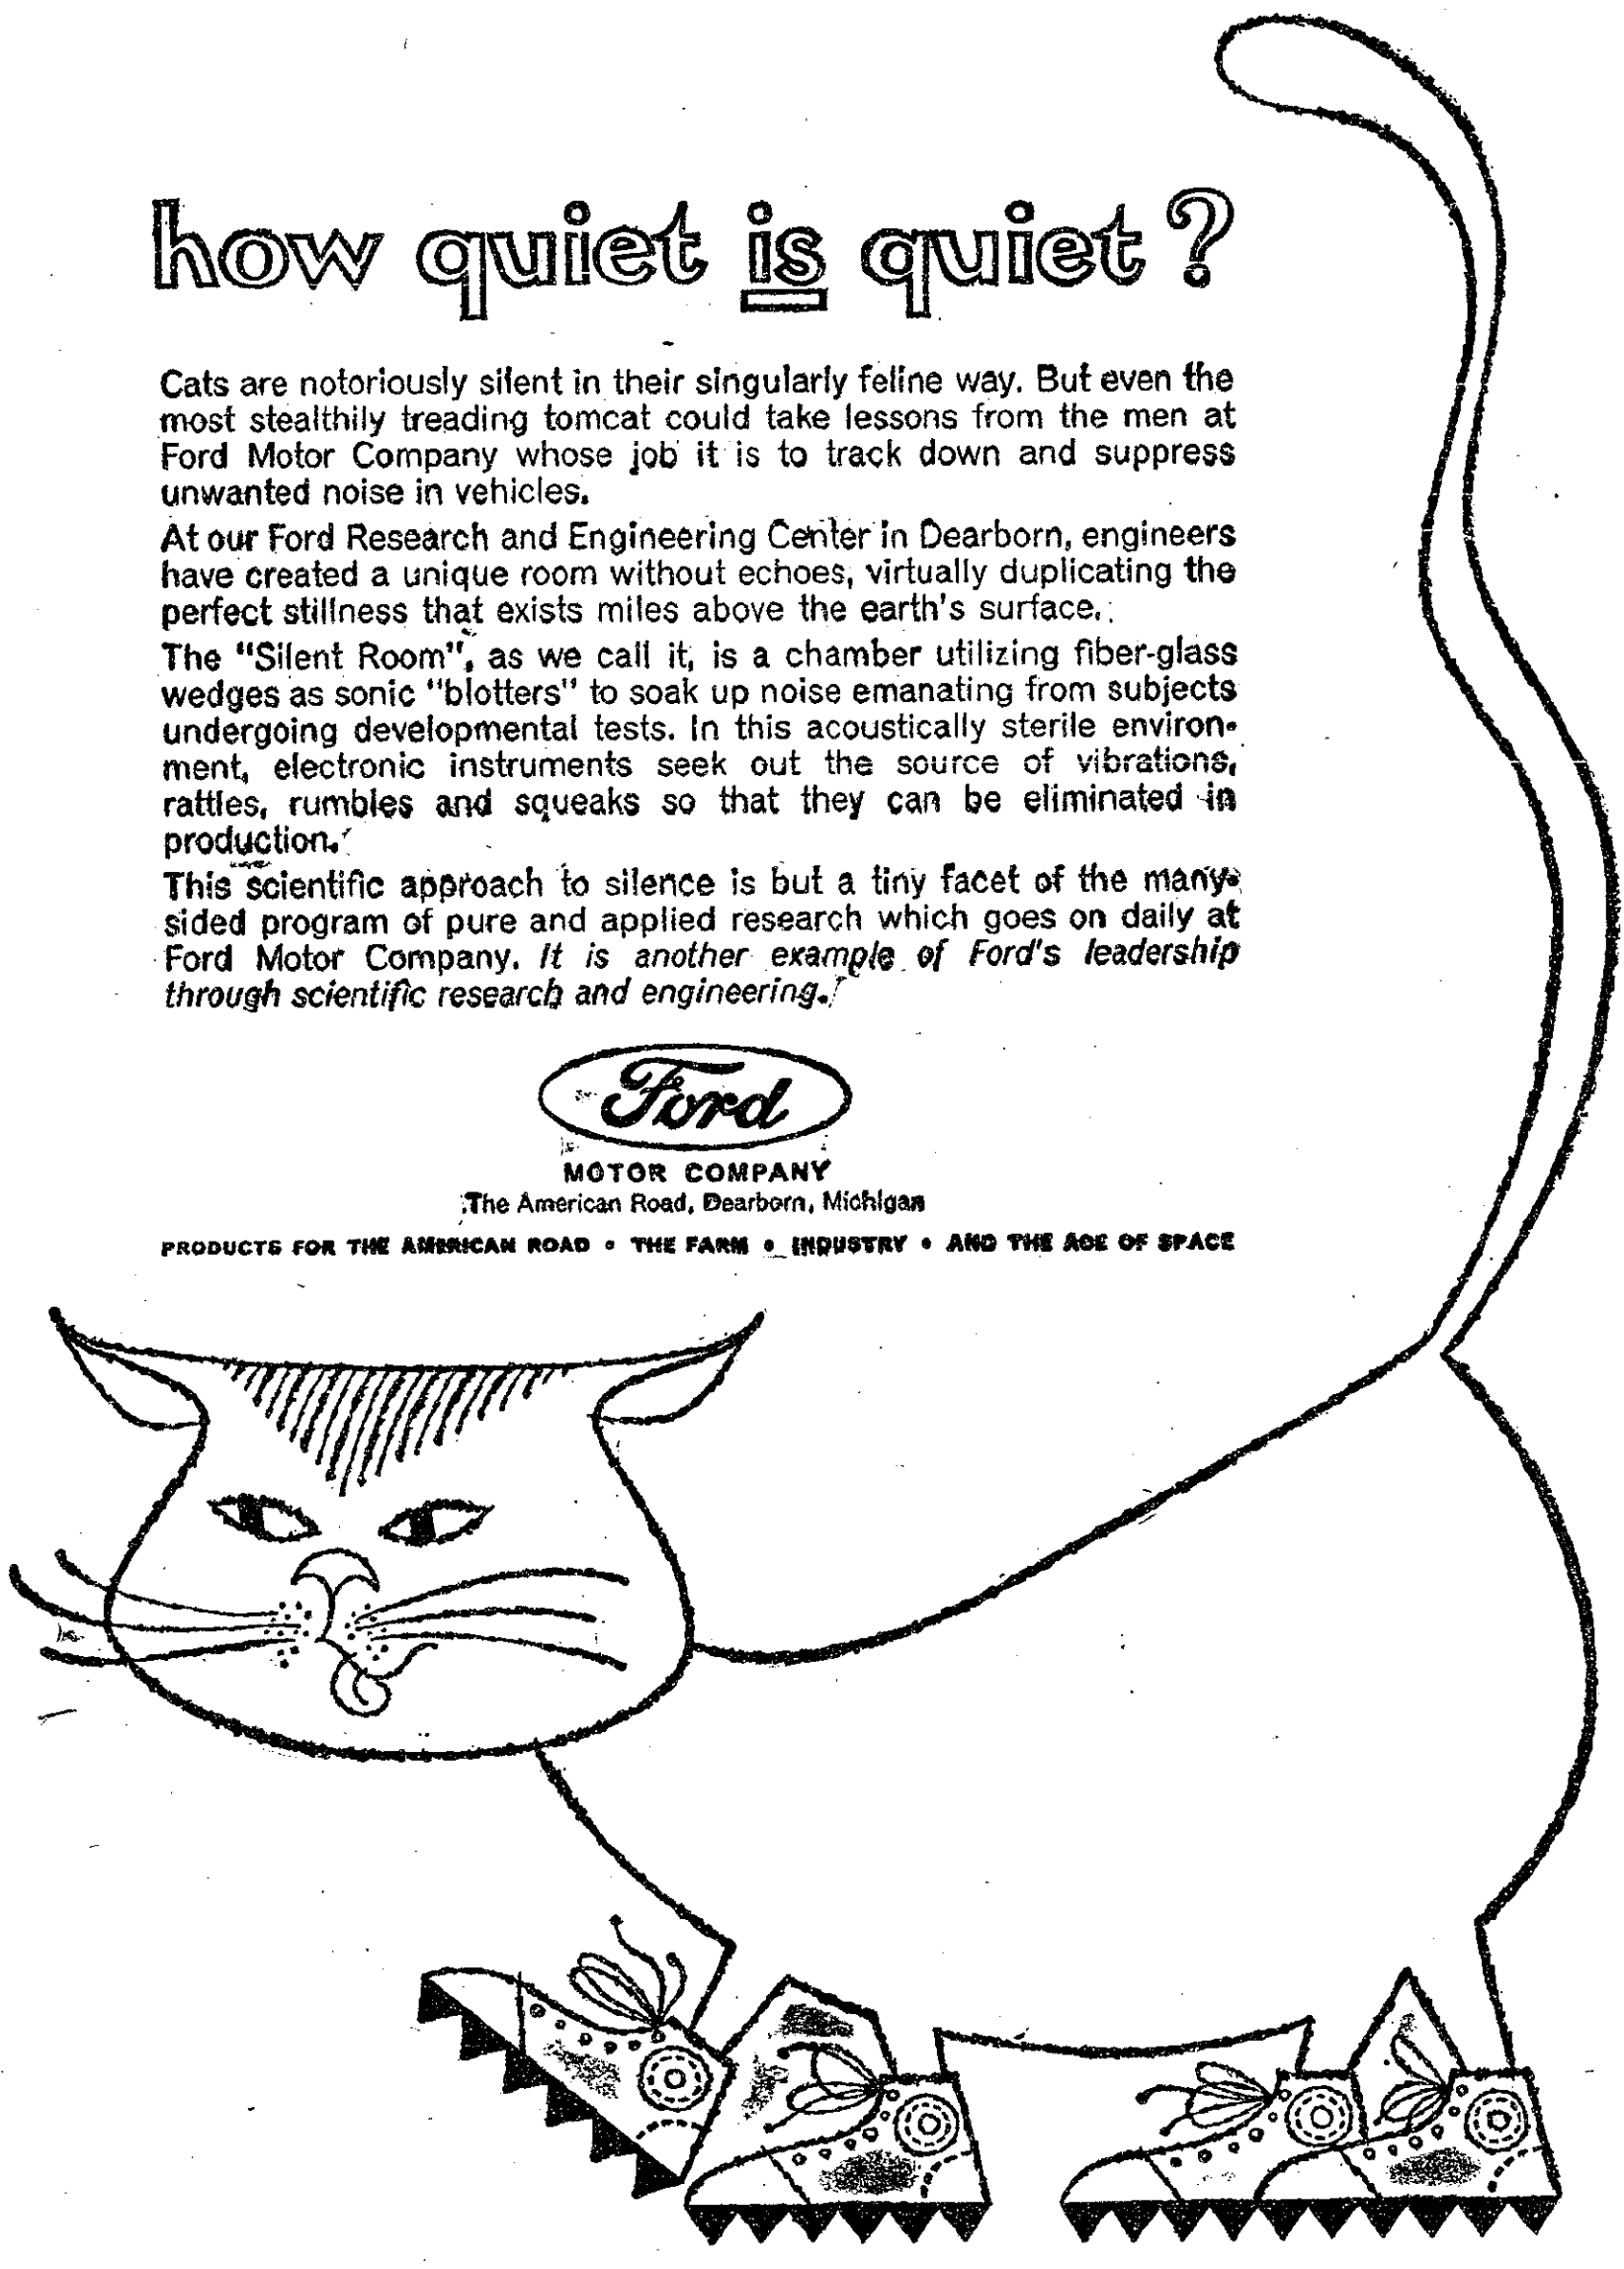 how quiet is quiet?
Cats are notoriously silent in their singularly feline way. But even the
most stealthily treading tomcat could take lessons from the men at
Ford Motor Company whose job it is to track down and suppress
unwanted noise in vehicles.
At our Ford Research and Engineering Center in Dearborn, engineers
have created a unique room without echoes, virtually duplicating the
perfect stillness that exists miles above the earth's surface.
The "Silent Room", as we call it, is a chamber utilizing fiber-glass
wedges as sonic "blotters" to soak up noise emanating from subjects
undergoing developmental tests. In this acoustically sterile environ-
ment, electronic instruments seek out the source of vibrations,
rattles, rumbles and squeaks so that they can be eliminated in
production.
This scientific approach to silence is but a tiny facet of the many-
sided program of pure and applied research which goes on daily at
Ford Motor Company. It is another example of Ford's leadership
through scientific research and engineering.
Ford
MOTOR COMPANY
The American Road, Dearborn, Michigan
PRODUCTS FOR THE AMERICAN ROAD • THE FARM • INDUSTRY • AND THE AGE OF SPACE